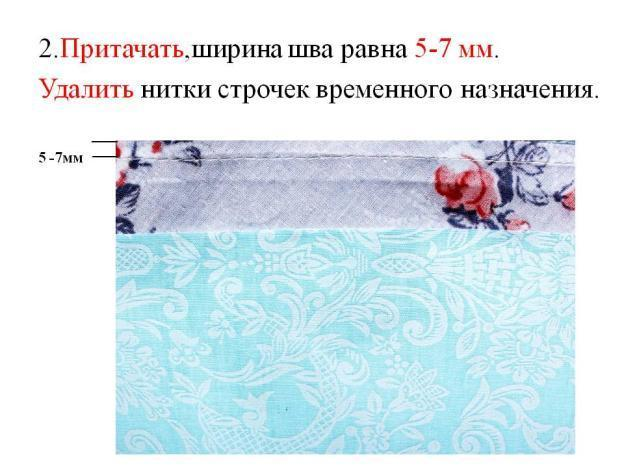 2.Притачать,ширина шва равна 5-7 мм.
Удалить нитки строчек временного назначения.
5 -7мм